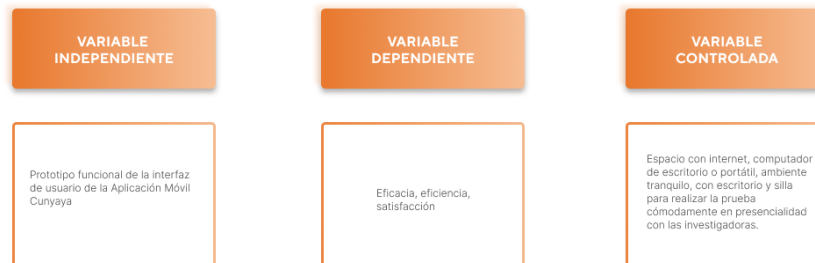 VARIABLE
INDEPENDIENTE
VARIABLE
DEPENDIENTE
VARIABLE
CONTROLADA
Prototipo funcional de la interfaz
de usuario de la Aplicación Móvil
Cunyaya
Eficacia, eficiencia,
satisfacción
Espacio con internet, computador
de escritorio o portátil, ambiente
tranquilo, con escritorio y silla
para realizar la prueba
cómodamente en presencialidad
con las investigadoras.